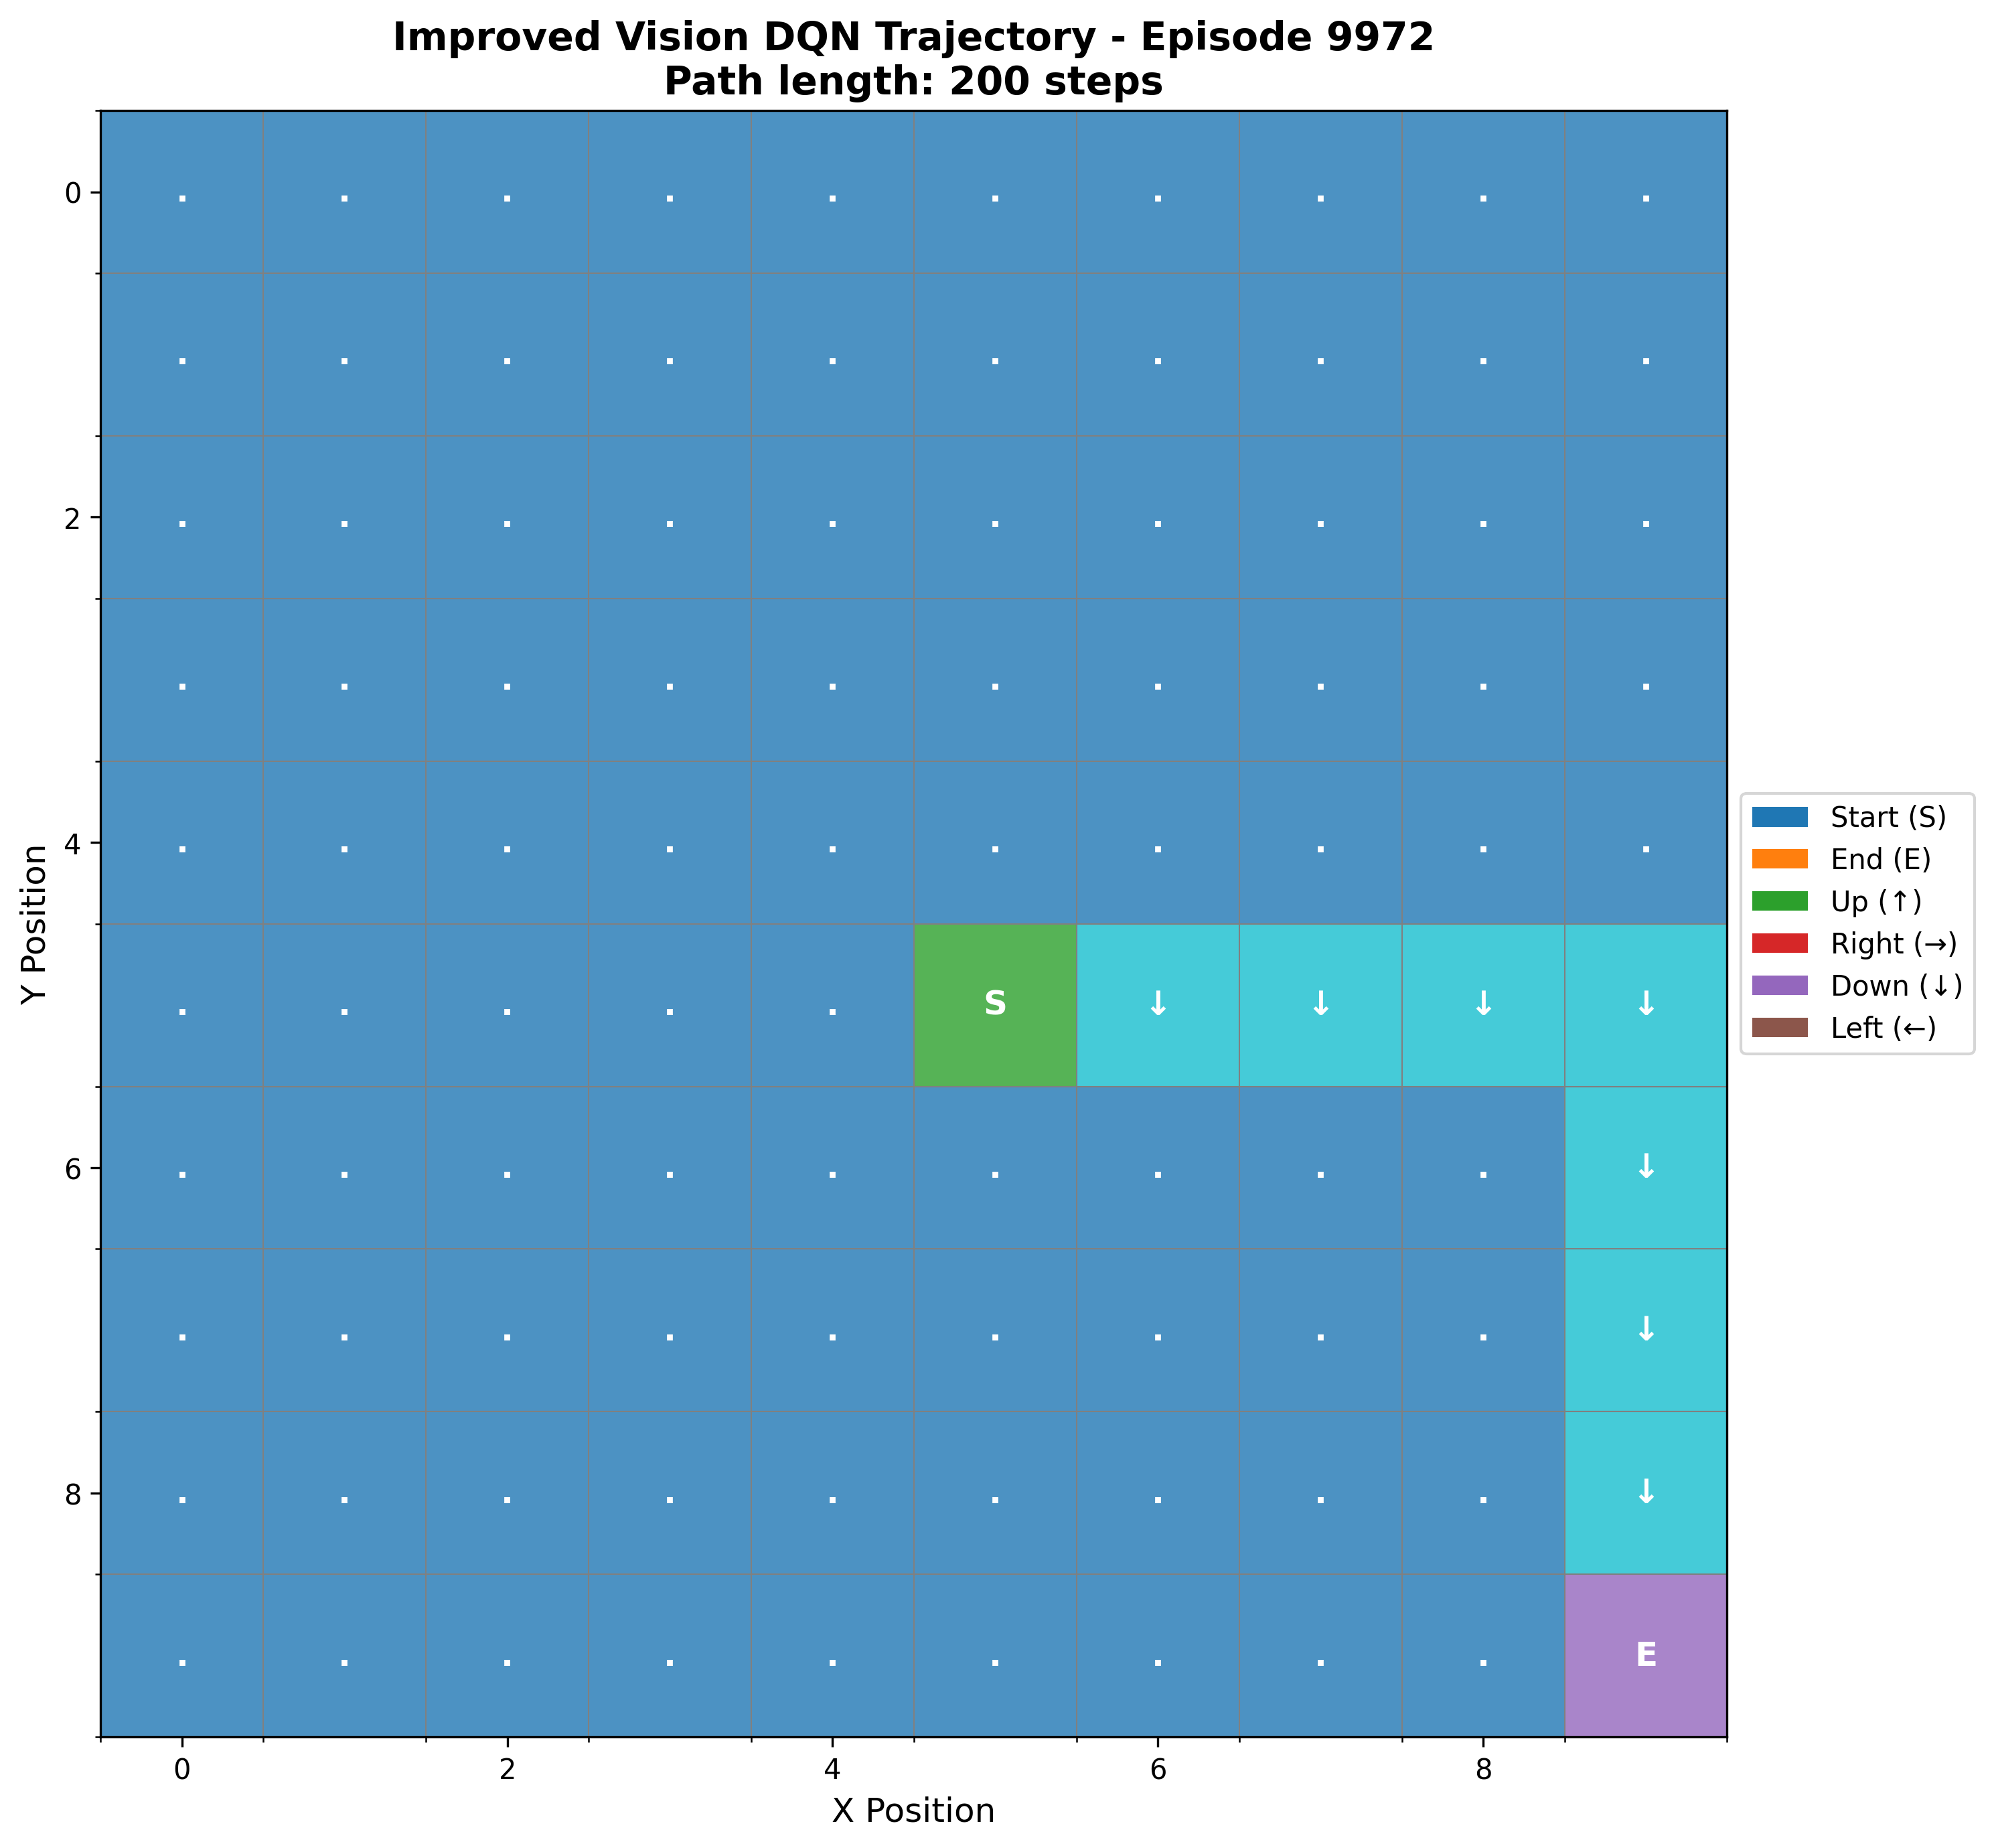 Improved Vision DQN Trajectory - Episode 9972
Path length: 200 steps
0
2
4
6
8
Y Position
S ↓ ↓ ↓ ↓
↓
↓
↓
E
0 2 4 6 8
X Position
Start (S)
End (E)
Up (↑)
Right (→)
Down (↓)
Left (←)